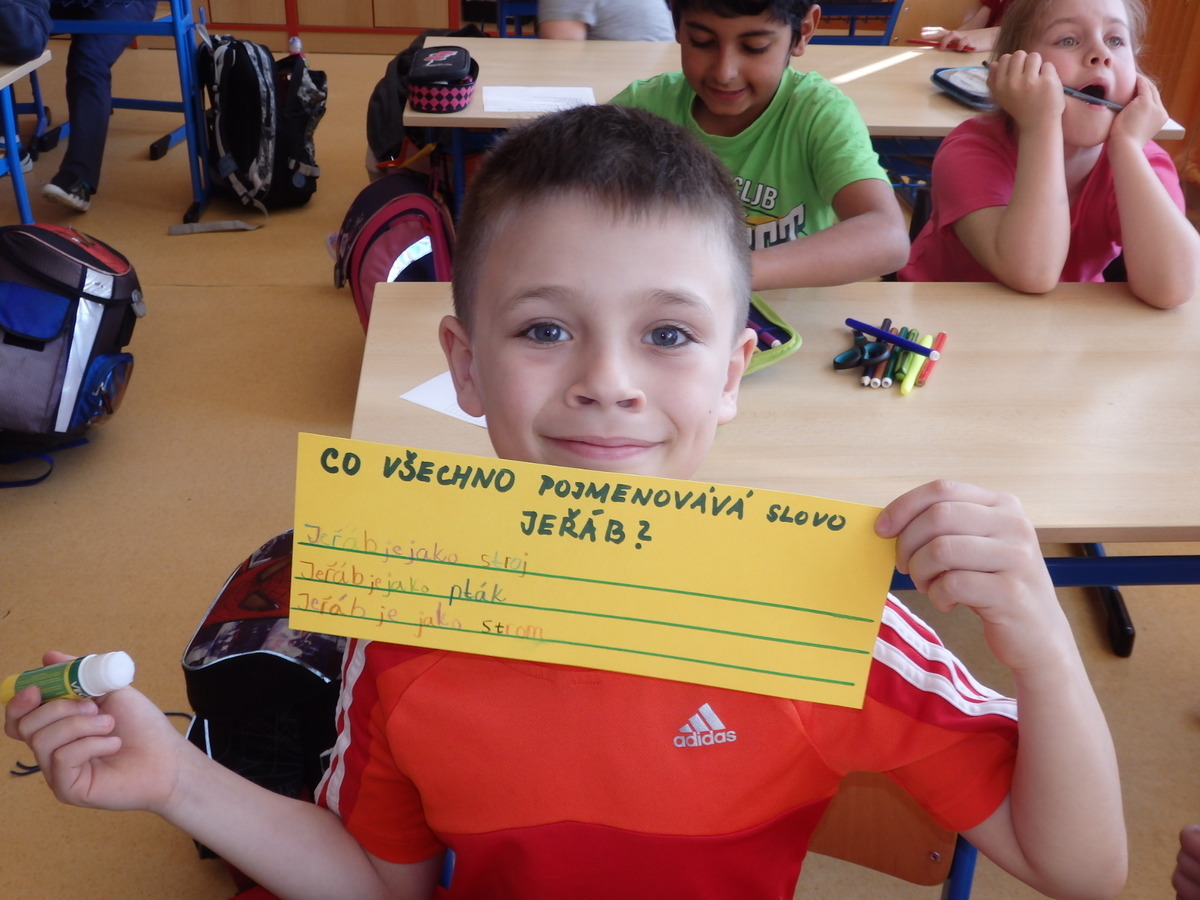 CO VŠECHNO POJMENOVÁVÁ SLOVO
JEŘÁB?
Jeřáb je jako stroj
Jeřáb je jako pták
Jeřáb je jako strom
adidas